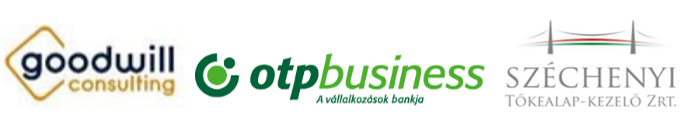 goodwill
consulting
otpbusiness
A vállalkozások bankja
SZÉCHENYI
TŐKEALAP-KEZELŐ ZRT.